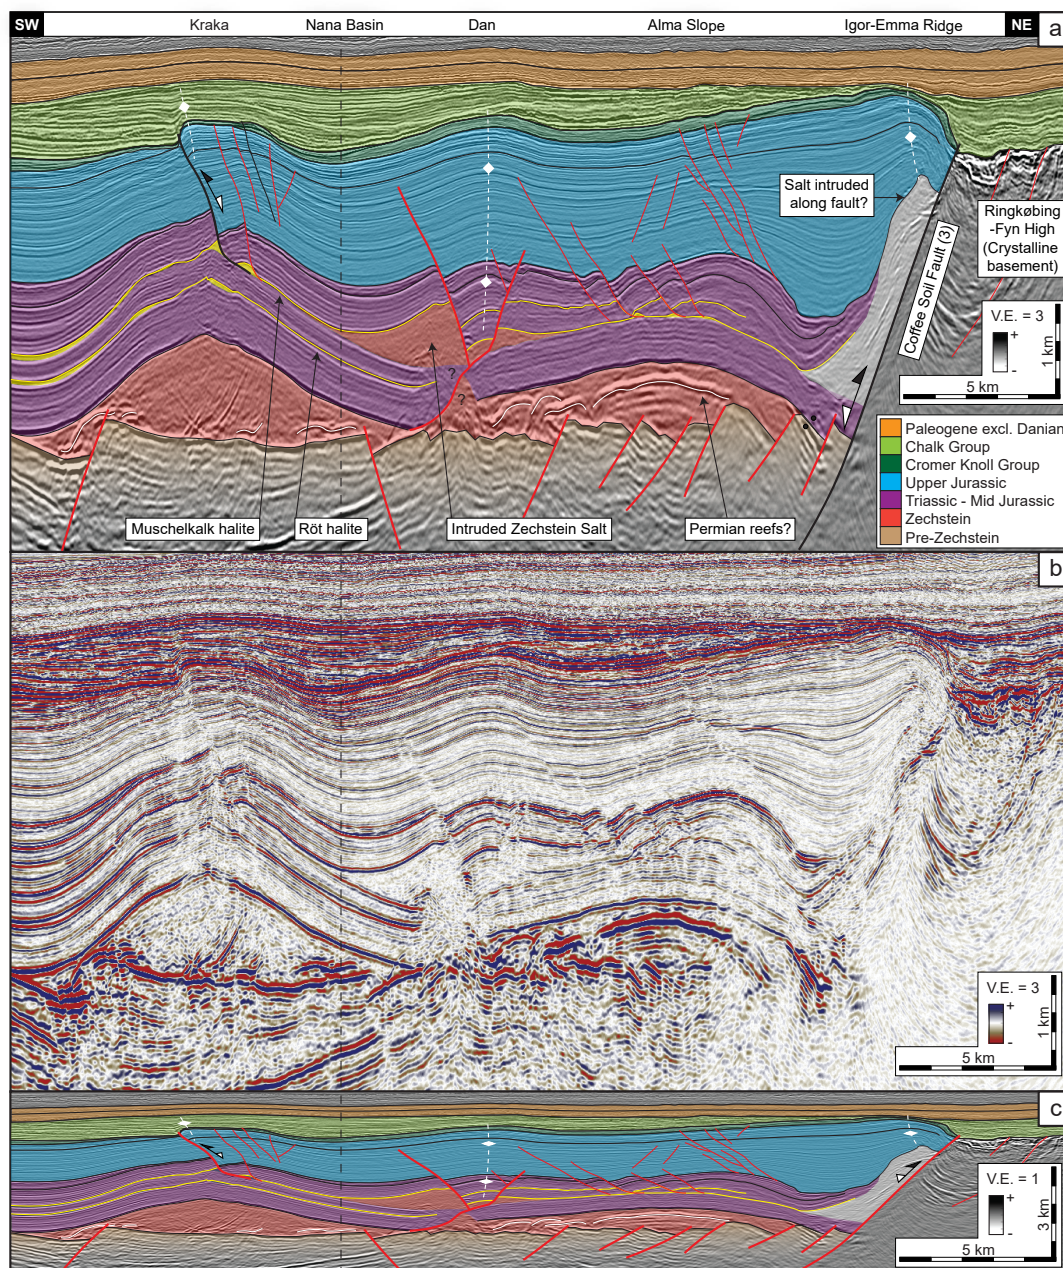 SW
Kraka
Nana Basin
Dan
Alma Slope
Igor-Emma Ridge
NE
a
Salt intruded
along fault?
Ringkøbing
-Fyn High
(Crystalline
basement)
Coffee Soil Fault (3)
V.E. = 3
+
-
1 km
5 km
?
?
Muschelkalk halite
Röt halite
Intruded Zechstein Salt
Permian reefs?
Paleogene excl. Danian
Chalk Group
Cromer Knoll Group
Upper Jurassic
Triassic - Mid Jurassic
Zechstein
Pre-Zechstein
b
V.E. = 3
+
-
1 km
5 km
c
V.E. = 1
+
-
3 km
5 km